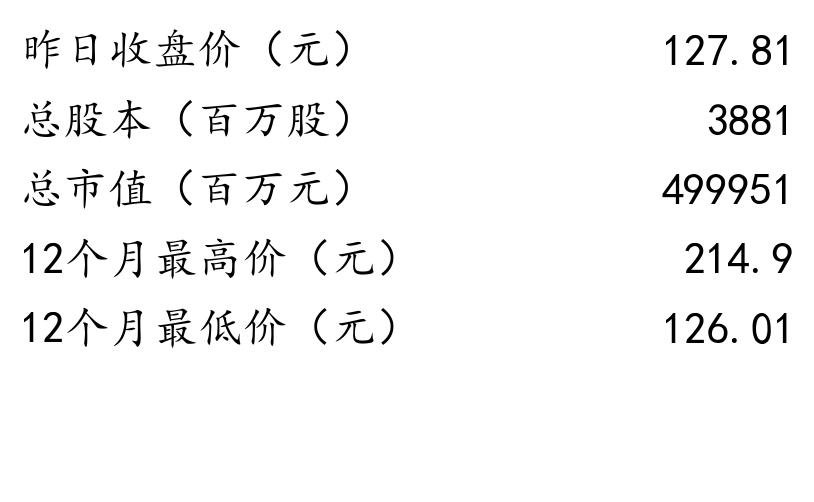 昨日收盘价（元） 127.81
总股本（百万股） 3881
总市值（百万元） 499951
12个月最高价（元） 214.9
12个月最低价（元） 126.01